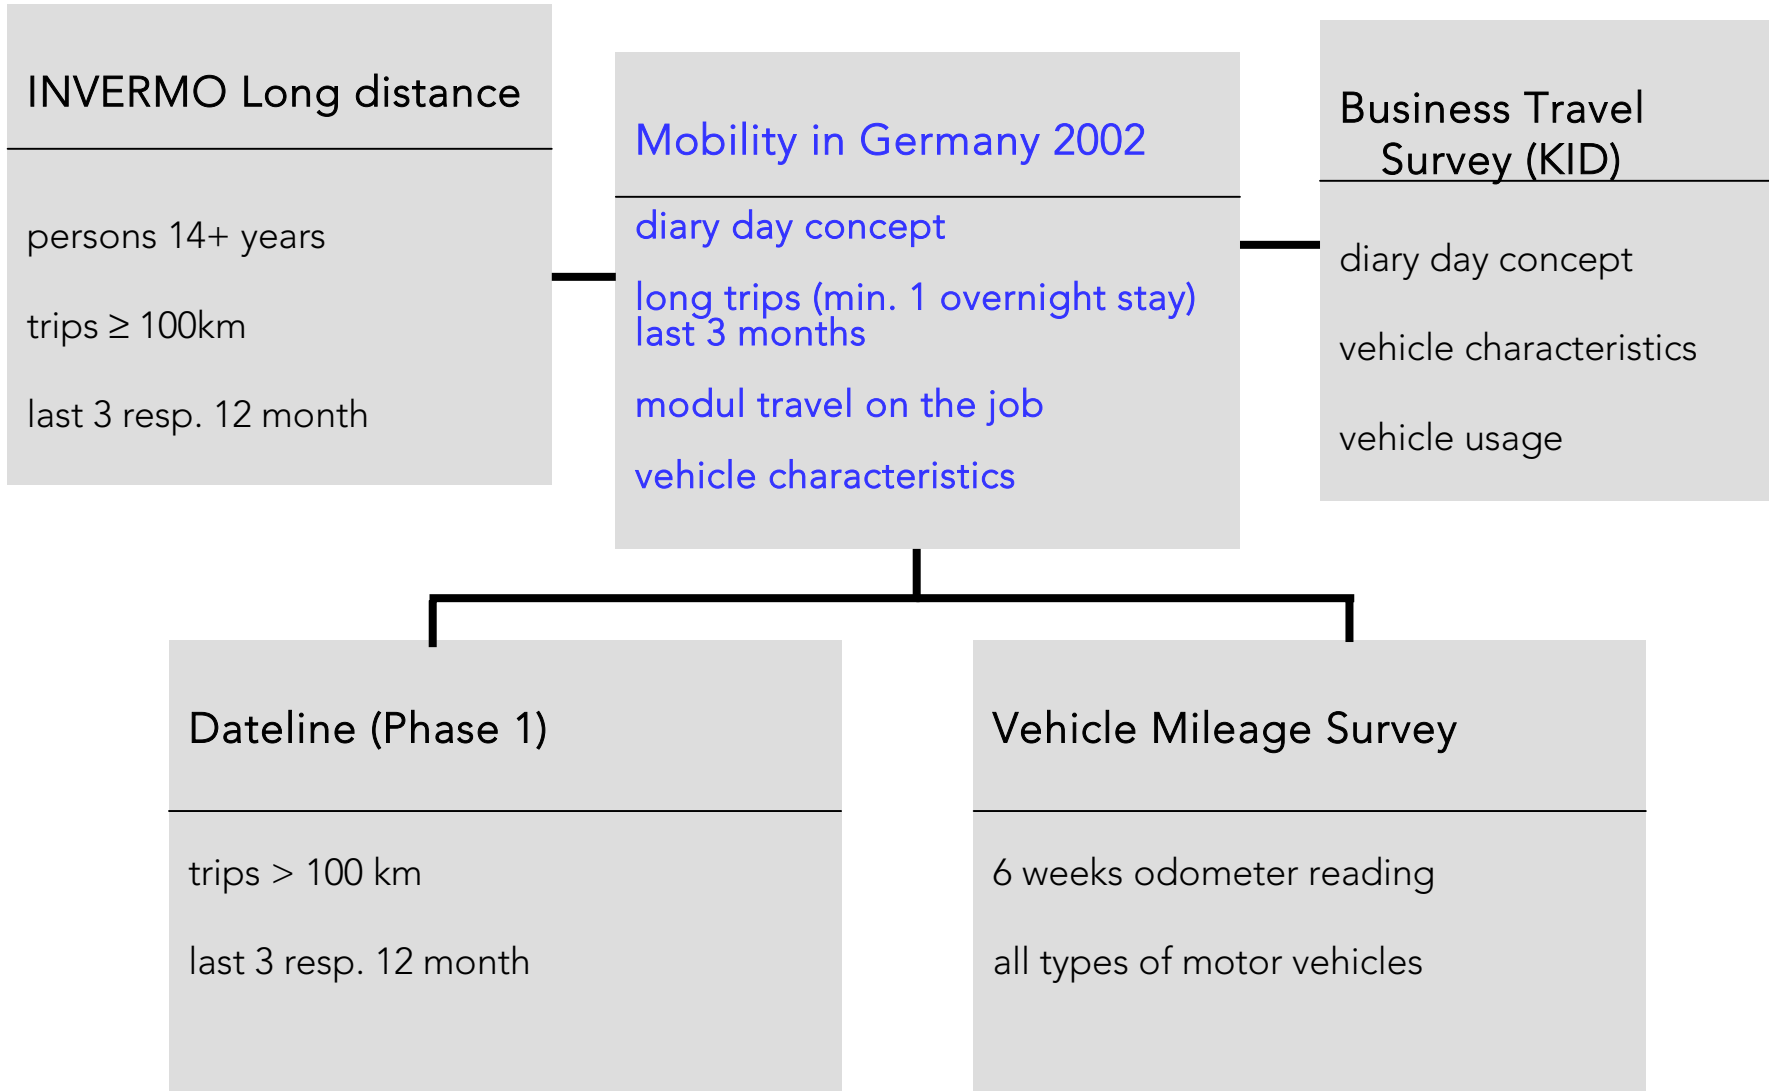 INVERMO Long distance
persons 14+ years
trips ≥ 100km
last 3 resp. 12 month
Mobility in Germany 2002
diary day concept
long trips (min. 1 overnight stay)
last 3 months
modul travel on the job
vehicle characteristics
Business Travel
Survey (KID)
diary day concept
vehicle characteristics
vehicle usage
Dateline (Phase 1)
trips > 100 km
last 3 resp. 12 month
Vehicle Mileage Survey
6 weeks odometer reading
all types of motor vehicles